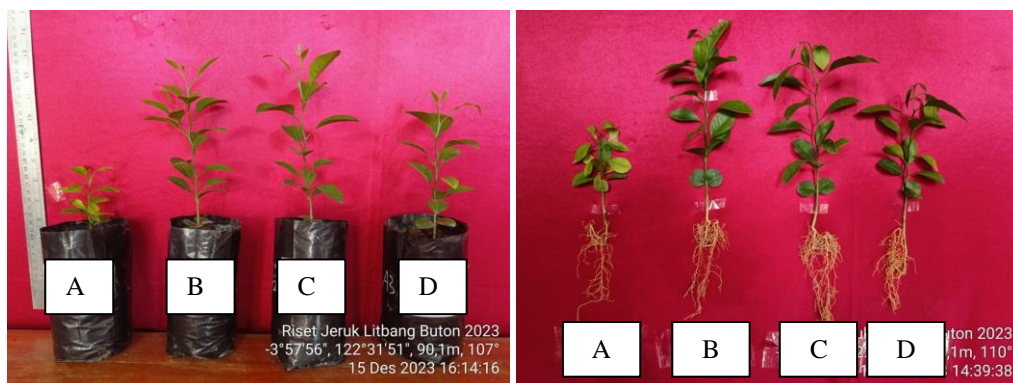 A B C D
Riset Jeruk Litbang Buton 2023
-3°57'56", 122°31'51", 90,1m, 107°
15 Des 2023 16:14:16
A B C D
uton 2023
,1m, 110°
14:39:38